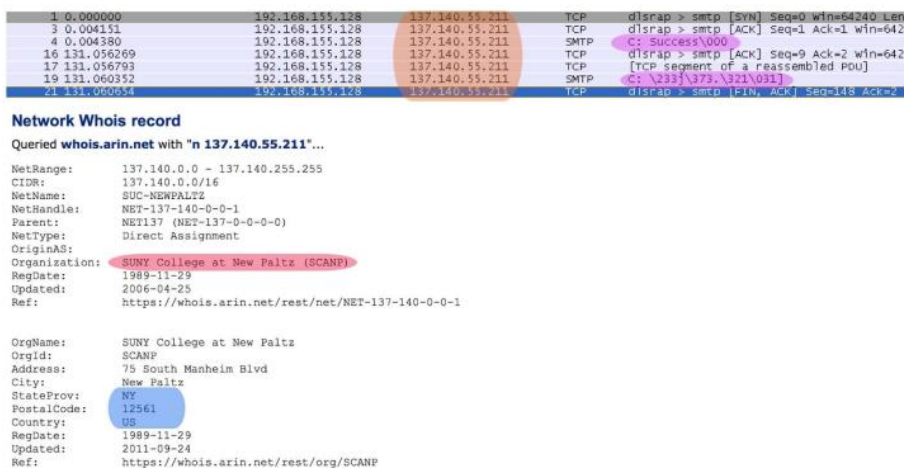 1 0.000000 192.168.155.128 137.140.55.211 TCP dlsrap > smtp [SYN] Seq=0 Win=64240 Len
3 0.004151 192.168.155.128 137.140.55.211 TCP dlsrap > smtp [ACK] Seq=1 Ack=1 Win=642
4 0.004380 192.168.155.128 137.140.55.211 SMTP C: Success\000
16 131.056269 192.168.155.128 137.140.55.211 TCP dlsrap > smtp [ACK] Seq=9 Ack=2 Win=642
17 131.056793 192.168.155.128 137.140.55.211 TCP [TCP segment of a reassembled PDU]
19 131.060352 192.168.155.128 137.140.55.211 SMTP C: \233j\373.\321\031]
21 131.060654 192.168.155.128 137.140.55.211 TCP dlsrap > smtp [FIN, ACK] Seq=148 Ack=2
Network Whois record
Queried whois.arin.net with "n 137.140.55.211"...
NetRange: 137.140.0.0 - 137.140.255.255
CIDR: 137.140.0.0/16
NetName: SUC-NEWPALTZ
NetHandle: NET-137-140-0-0-1
Parent: NET137 (NET-137-0-0-0-0)
NetType: Direct Assignment
OriginAS:
Organization: SUNY College at New Paltz (SCANP)
RegDate: 1989-11-29
Updated: 2006-04-25
Ref: https://whois.arin.net/rest/net/NET-137-140-0-0-1
OrgName: SUNY College at New Paltz
OrgId: SCANP
Address: 75 South Manheim Blvd
City: New Paltz
StateProv: NY
PostalCode: 12561
Country: US
RegDate: 1989-11-29
Updated: 2011-09-24
Ref: https://whois.arin.net/rest/org/SCANP